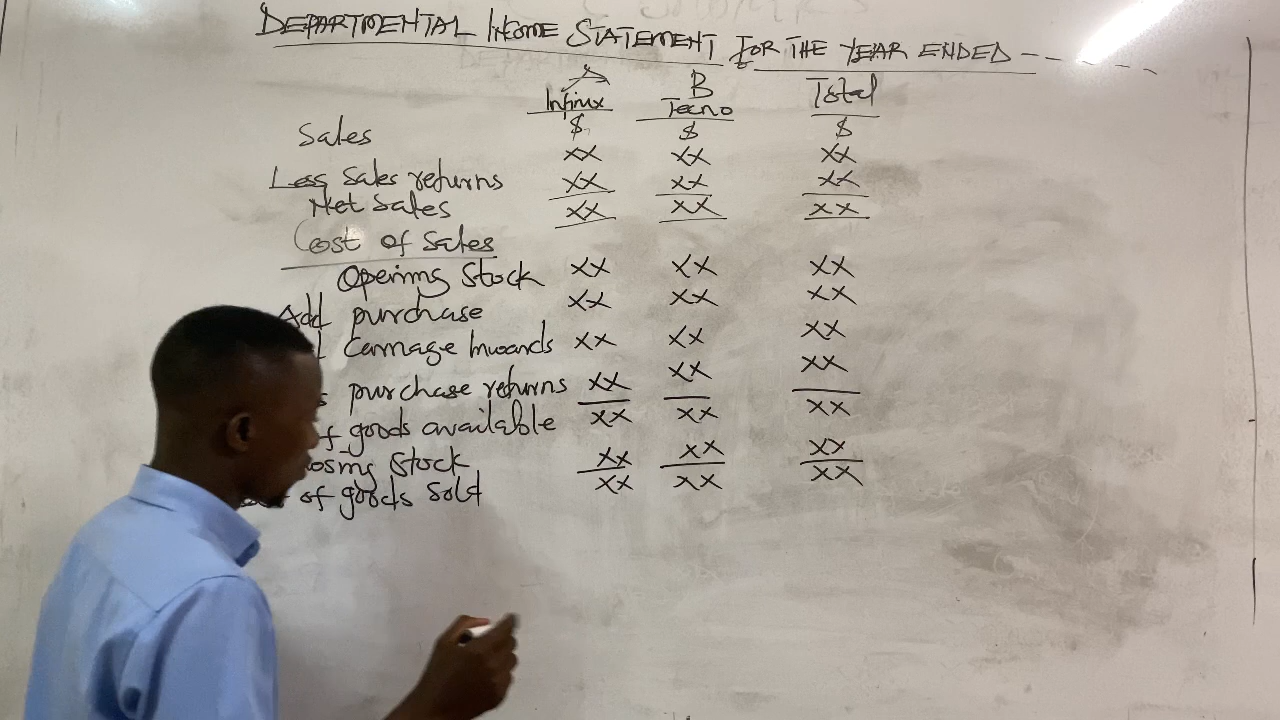 DEPARTMENTAL INCOME STATEMENT FOR THE YEAR ENDED
A B Total
Infinix Tecno
$ $ $
Sales XX XX XX
Less Sales returns XX XX XX
Net Sales XX XX XX
Cost of Sales
Opening Stock XX XX XX
Add purchase XX XX XX
Carriage Inwards XX XX XX
purchase returns XX XX XX
of goods available XX XX XX
osing Stock XX XX XX
of goods Sold XX XX XX